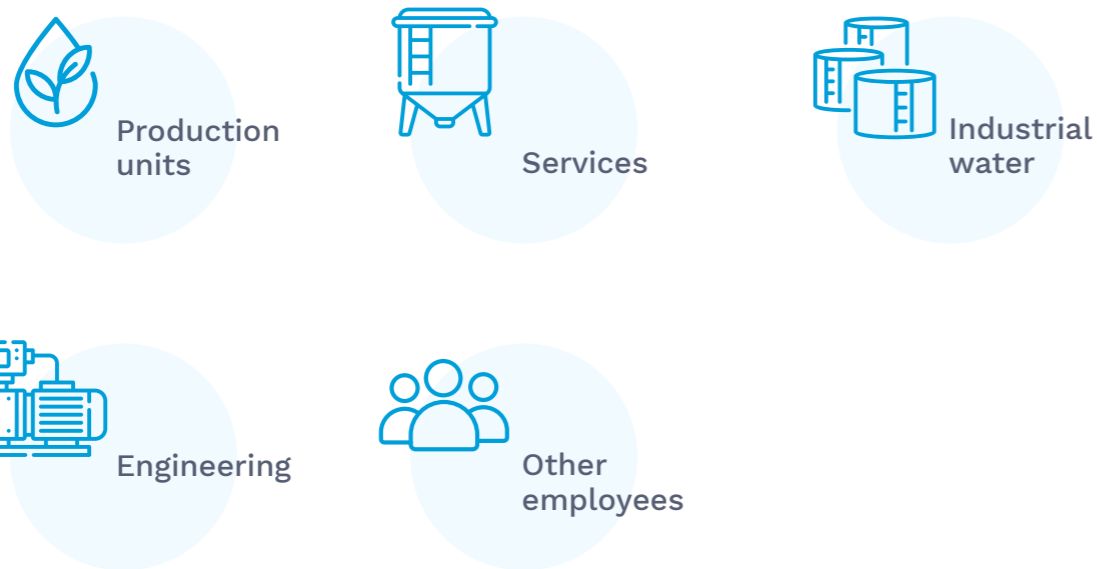 Production
units
Services
Industrial
water
Engineering
Other
employees